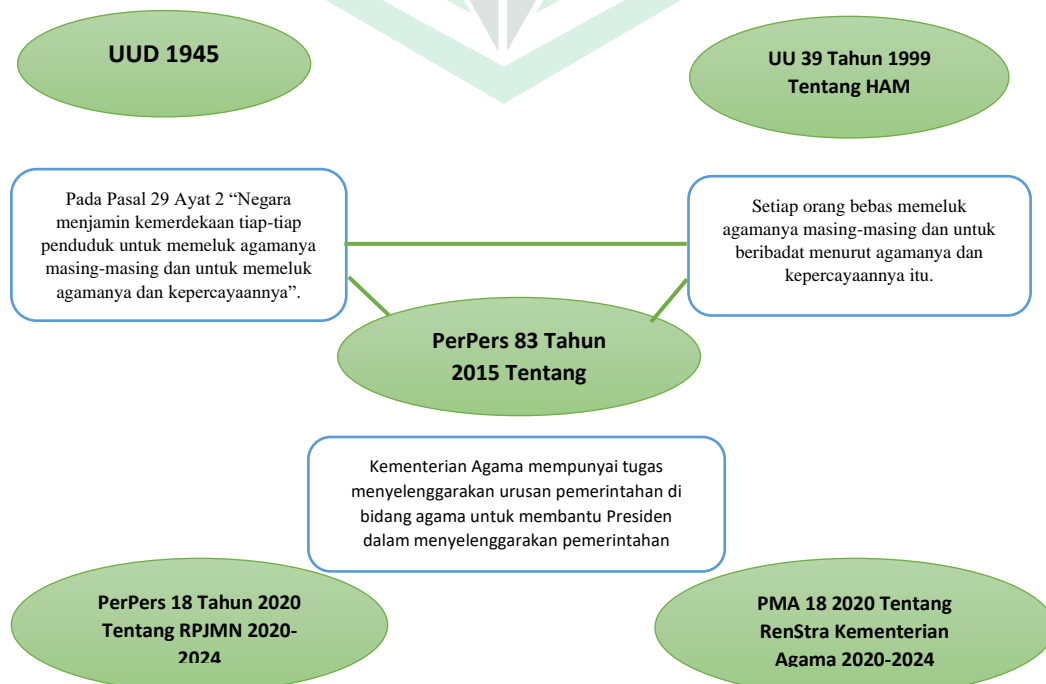 UUD 1945
UU 39 Tahun 1999
Tentang HAM
Pada Pasal 29 Ayat 2 “Negara
menjamin kemerdekaan tiap-tiap
penduduk untuk memeluk agamanya
masing-masing dan untuk memeluk
agamanya dan kepercayaannya”.
Setiap orang bebas memeluk
agamanya masing-masing dan untuk
beribadat menurut agamanya dan
kepercayaannya itu.
PerPers 83 Tahun
2015 Tentang
Kementerian Agama mempunyai tugas
menyelenggarakan urusan pemerintahan di
bidang agama untuk membantu Presiden
dalam menyelenggarakan pemerintahan
PerPers 18 Tahun 2020
Tentang RPJMN 2020-
2024
PMA 18 2020 Tentang
RenStra Kementerian
Agama 2020-2024